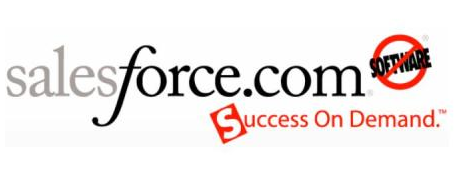 salesforce.com® SOFTWARE
Success On Demand.™